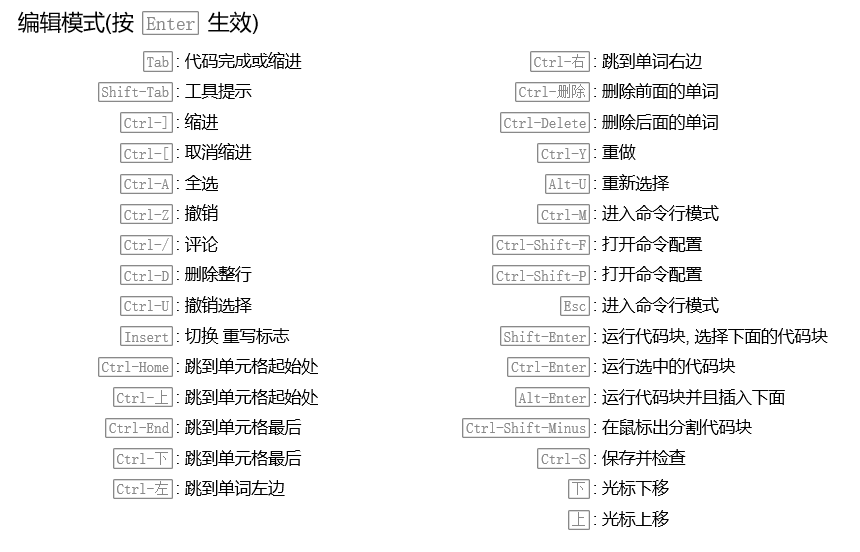 编辑模式(按 Enter 生效)
Tab : 代码完成或缩进
Shift-Tab : 工具提示
Ctrl-] : 缩进
Ctrl-[ : 取消缩进
Ctrl-A : 全选
Ctrl-Z : 撤销
Ctrl-/ : 评论
Ctrl-D : 删除整行
Ctrl-U : 撤销选择
Insert : 切换 重写标志
Ctrl-Home : 跳到单元格起始处
Ctrl-上 : 跳到单元格起始处
Ctrl-End : 跳到单元格最后
Ctrl-下 : 跳到单元格最后
Ctrl-左 : 跳到单词左边
Ctrl-右 : 跳到单词右边
Ctrl-删除 : 删除前面的单词
Ctrl-Delete : 删除后面的单词
Ctrl-Y : 重做
Alt-U : 重新选择
Ctrl-M : 进入命令行模式
Ctrl-Shift-F : 打开命令配置
Ctrl-Shift-P : 打开命令配置
Esc : 进入命令行模式
Shift-Enter : 运行代码块, 选择下面的代码块
Ctrl-Enter : 运行选中的代码块
Alt-Enter : 运行代码块并且插入下面
Ctrl-Shift-Minus : 在鼠标出分割代码块
Ctrl-S : 保存并检查
下 : 光标下移
上 : 光标上移